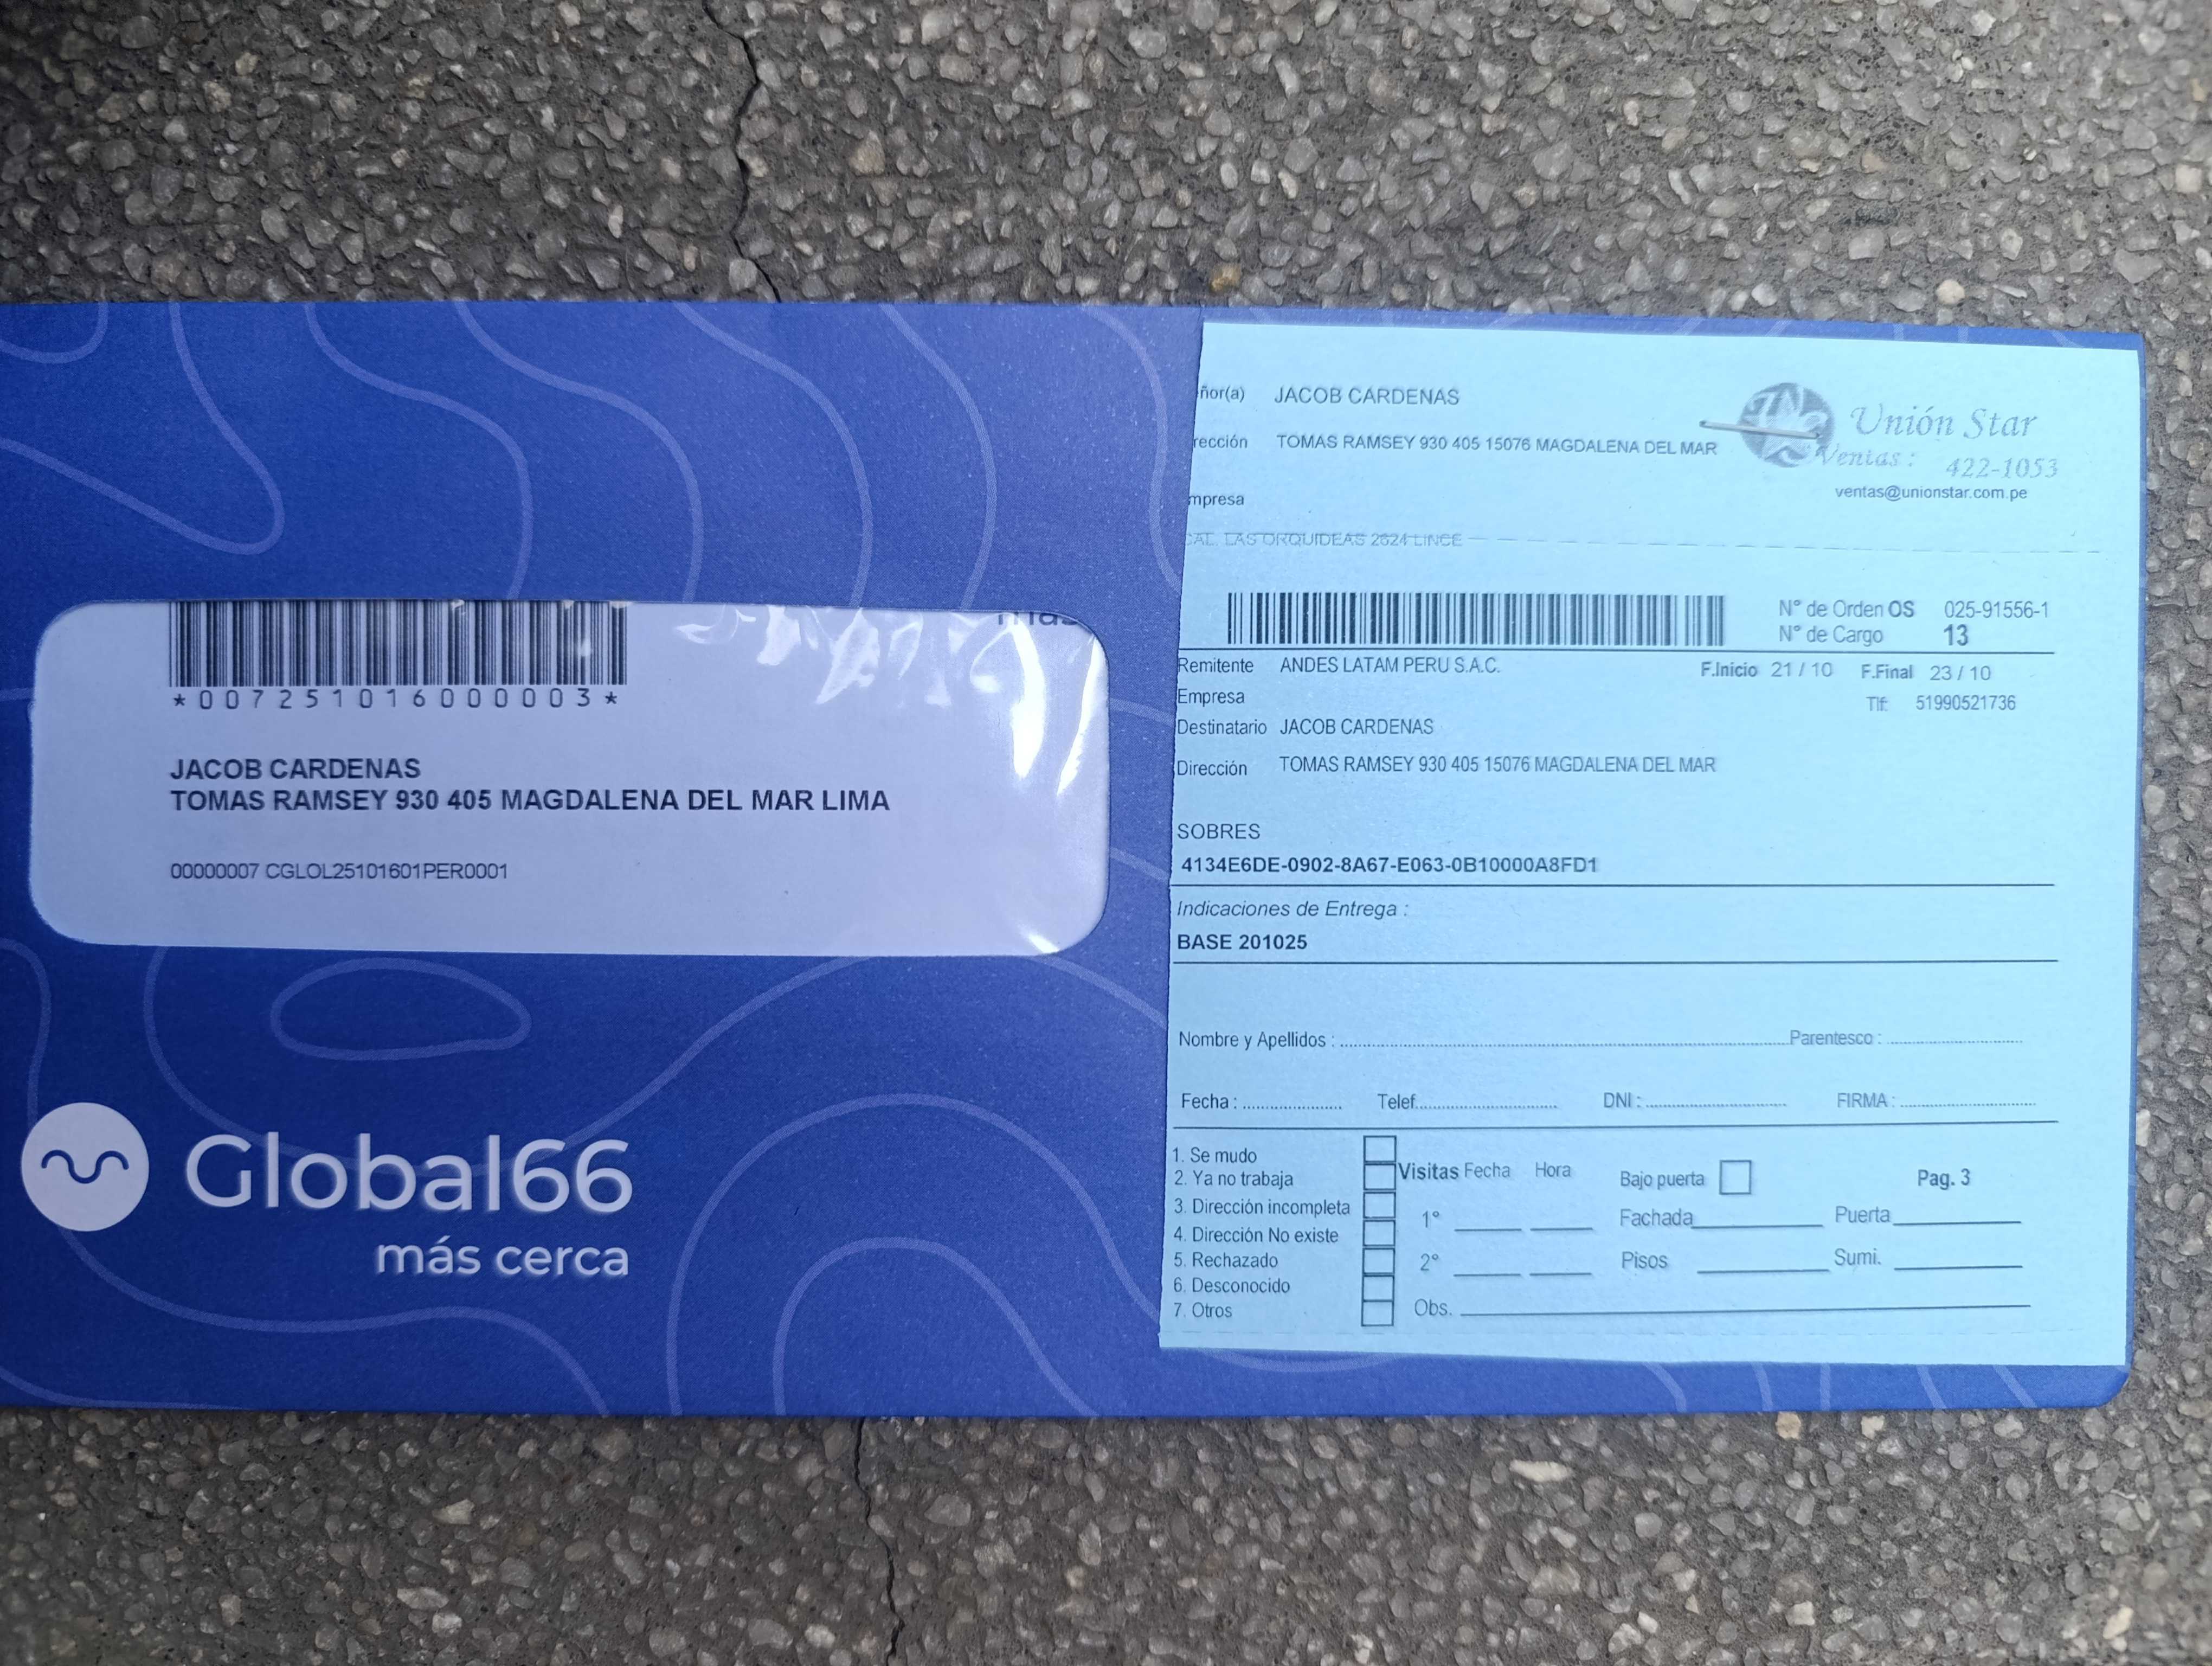 *007251016000003*
JACOB CARDENAS
TOMAS RAMSEY 930 405 MAGDALENA DEL MAR LIMA
00000007 CGLOL25101601PER0001
Global66
más cerca
ñor(a) JACOB CARDENAS
rección TOMAS RAMSEY 930 405 15076 MAGDALENA DEL MAR
Unión Star
Ventas : 422-1053
ventas@unionstar.com.pe
mpresa
CAL. LAS ORQUIDEAS 2624 LINCE
N° de Orden OS 025-91556-1
N° de Cargo 13
Remitente ANDES LATAM PERU S.A.C. F.Inicio 21 / 10 F.Final 23 / 10
Empresa Tlf: 51990521736
Destinatario JACOB CARDENAS
Dirección TOMAS RAMSEY 930 405 15076 MAGDALENA DEL MAR
SOBRES
4134E6DE-0902-8A67-E063-0B10000A8FD1
Indicaciones de Entrega :
BASE 201025
Nombre y Apellidos : Parentesco :
Fecha : Telef. DNI : FIRMA :
1. Se mudo
2. Ya no trabaja
3. Dirección incompleta
4. Dirección No existe
5. Rechazado
6. Desconocido
7. Otros
Visitas Fecha Hora Bajo puerta Pag. 3
1° Fachada Puerta
2° Pisos Sumi.
Obs.